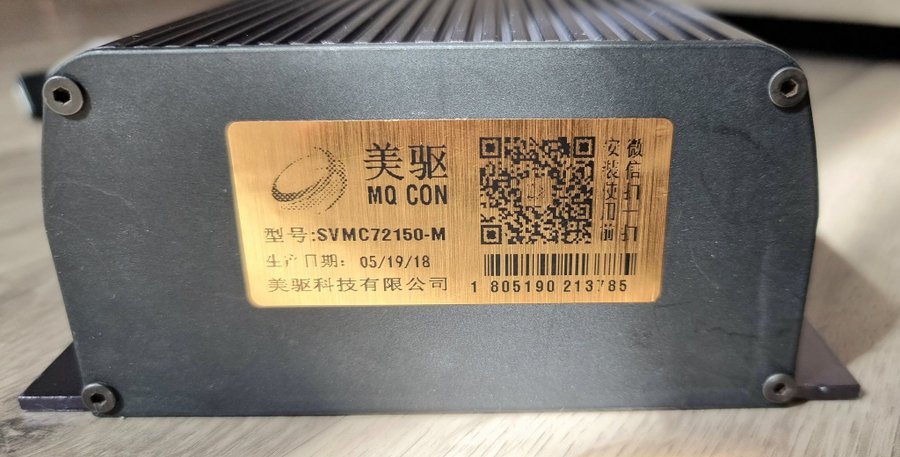 美驱
MQ CON
型号:SVMC72150-M
生产日期: 05/19/18
美驱科技有限公司
微信扫一扫
安装使用前
1 805190 213785